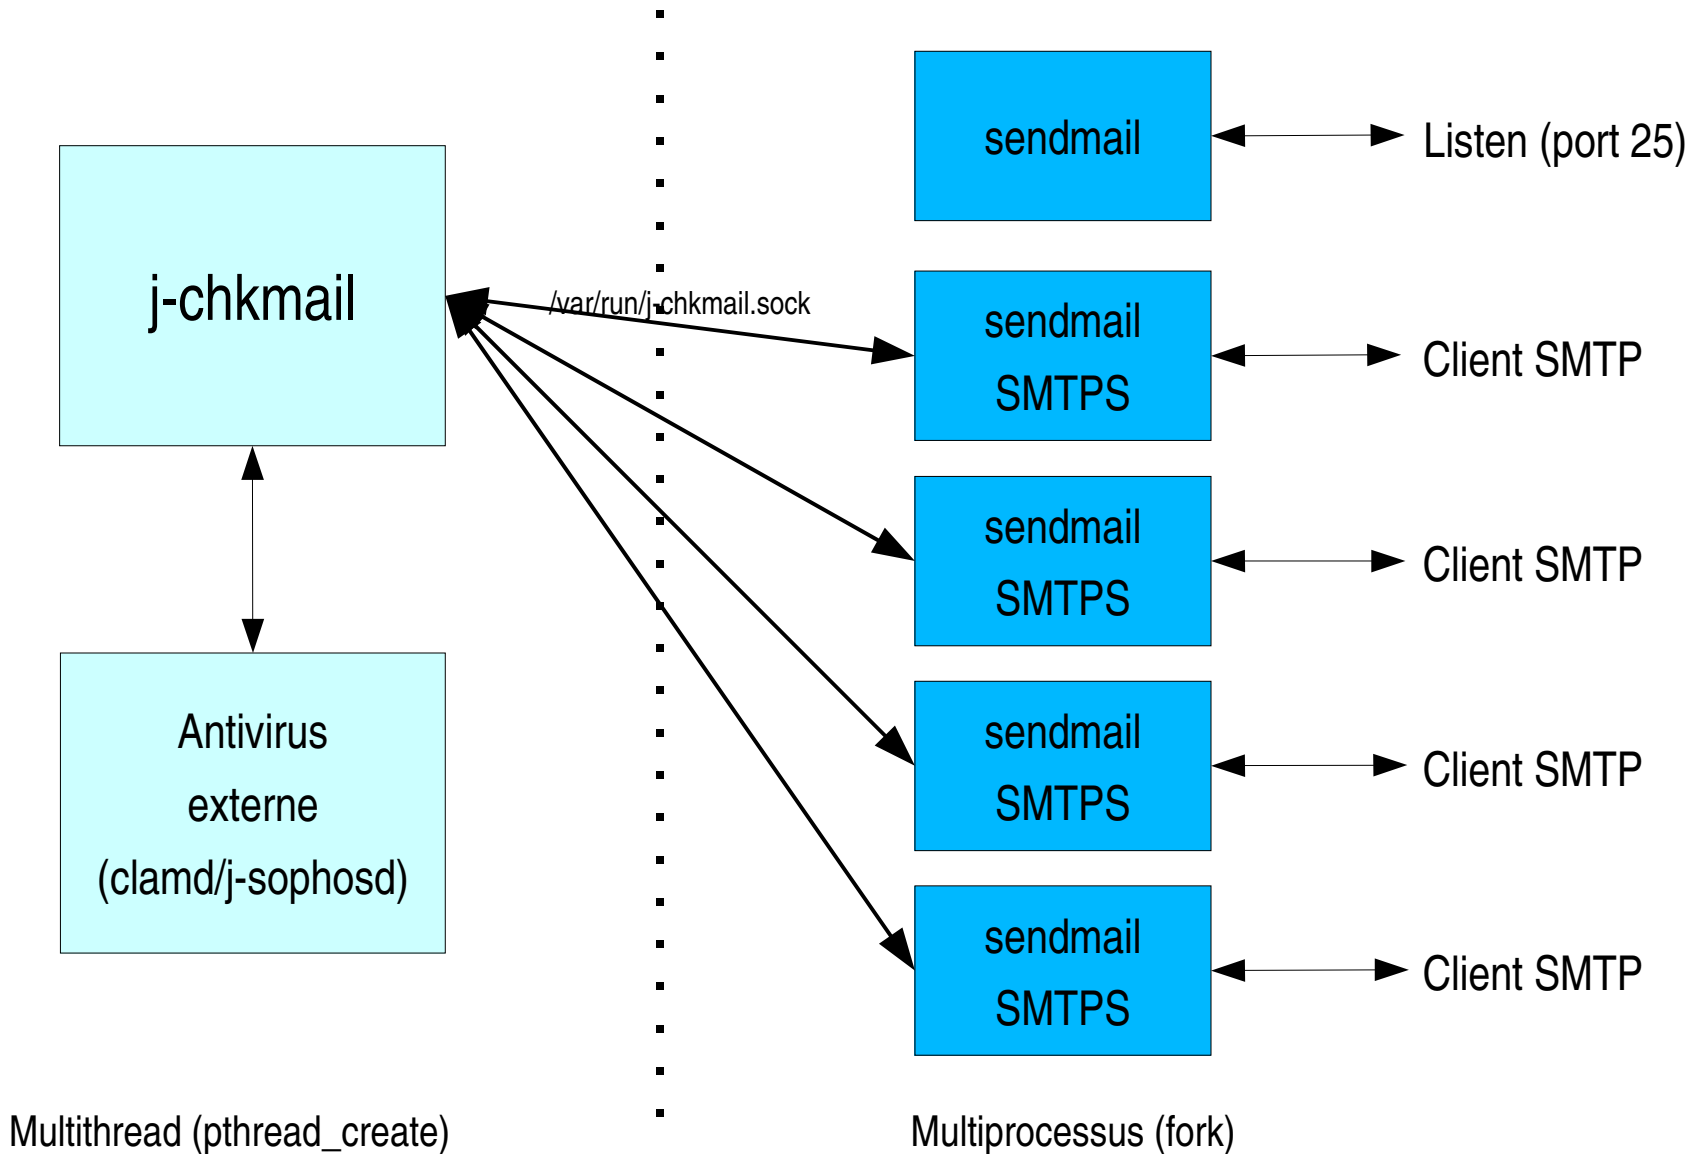 sendmail
Listen (port 25)
j-chkmail
/var/run/j-chkmail.sock
sendmail
SMTPS
Client SMTP
sendmail
SMTPS
Client SMTP
Antivirus
externe
(clamd/j-sophosd)
sendmail
SMTPS
Client SMTP
sendmail
SMTPS
Client SMTP
Multithread (pthread_create)
Multiprocessus (fork)